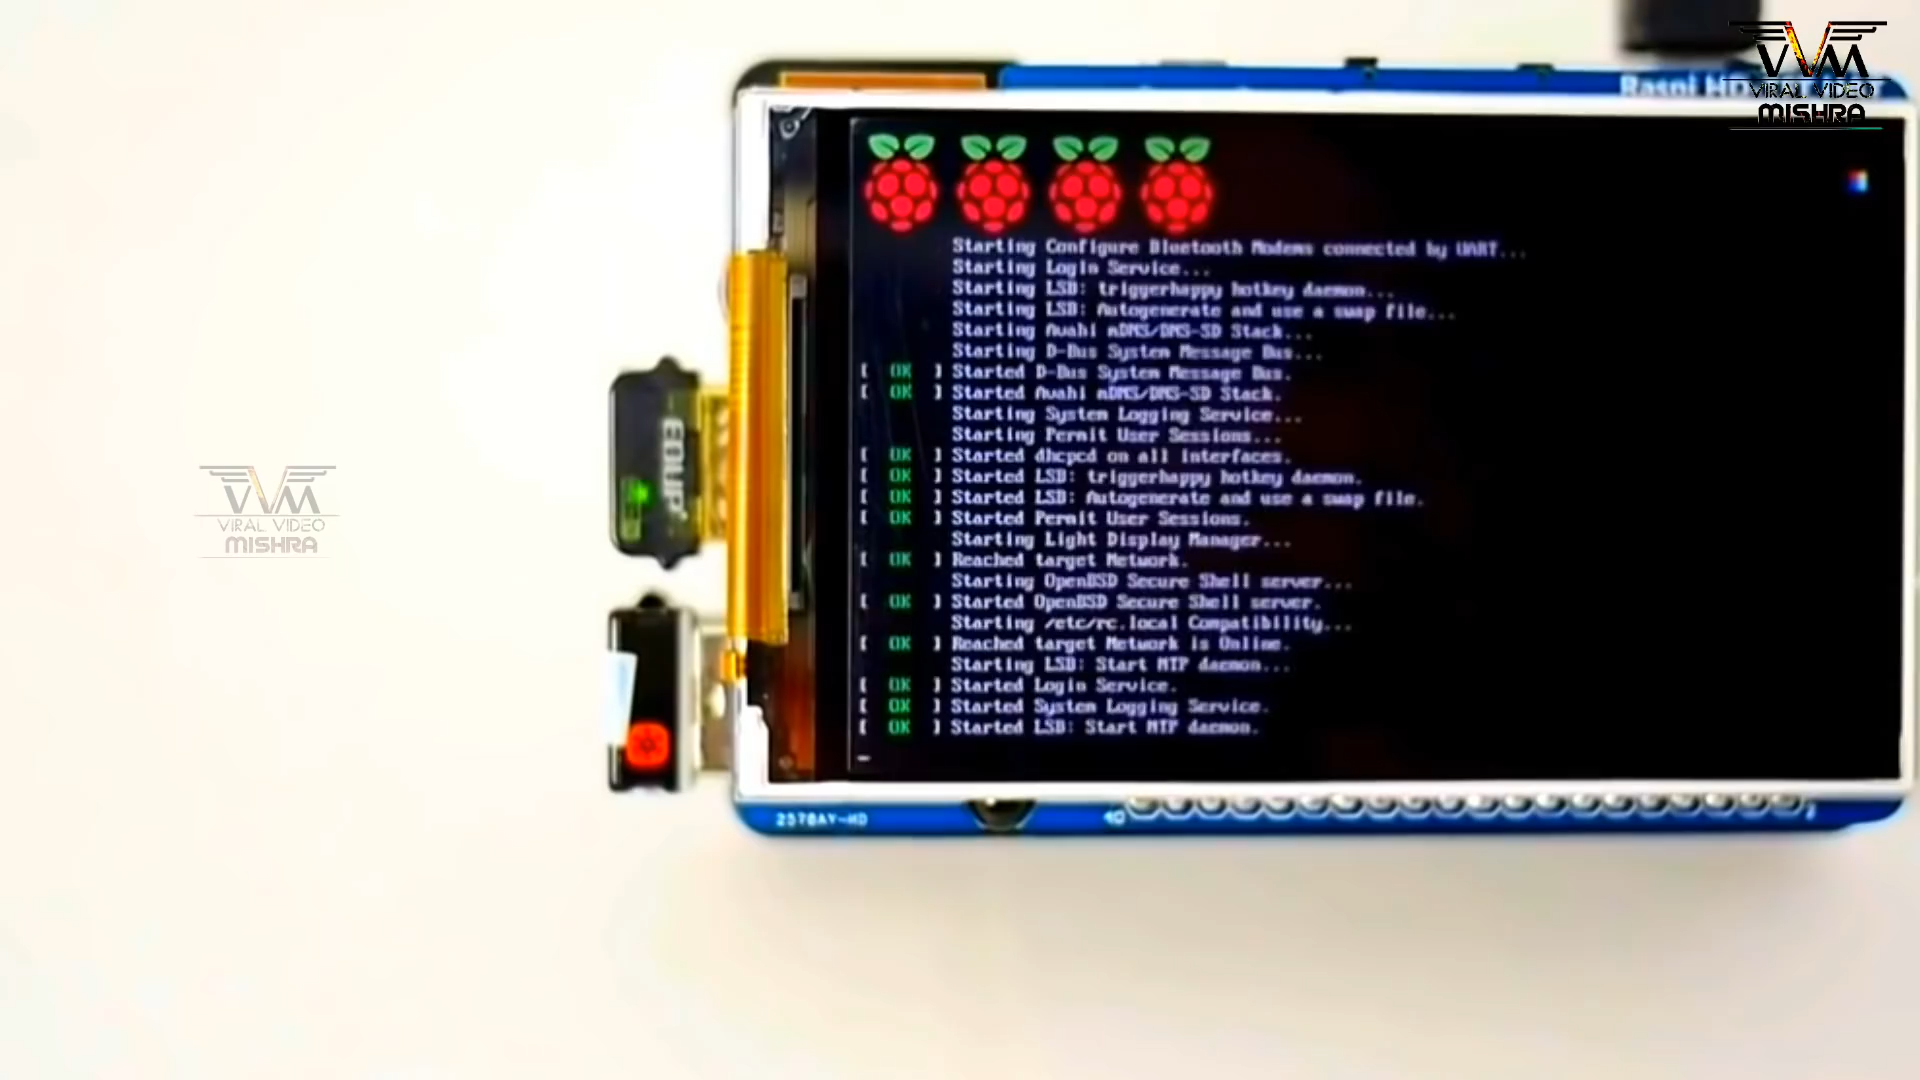 VVM
VIRAL VIDEO
MISHRA
Raspi HD
Starting Configure Bluetooth Modems connected by UART...
Starting Login Service...
Starting LSB: triggerhappy hotkey daemon...
Starting LSB: Autogenerate and use a swap file...
Starting Avahi mDNS/DNS-SD Stack...
Starting D-Bus System Message Bus...
[ OK ] Started D-Bus System Message Bus.
[ OK ] Started Avahi mDNS/DNS-SD Stack.
Starting System Logging Service...
Starting Permit User Sessions...
[ OK ] Started dhcpcd on all interfaces.
[ OK ] Started LSB: triggerhappy hotkey daemon.
[ OK ] Started LSB: Autogenerate and use a swap file.
[ OK ] Started Permit User Sessions.
Starting Light Display Manager...
[ OK ] Reached target Network.
Starting OpenBSD Secure Shell server...
[ OK ] Started OpenBSD Secure Shell server.
Starting /etc/rc.local Compatibility...
[ OK ] Reached target Network is Online.
Starting LSB: Start NTP daemon...
[ OK ] Started Login Service.
[ OK ] Started System Logging Service.
[ OK ] Started LSB: Start NTP daemon.
EDUP
VVM
VIRAL VIDEO
MISHRA
2578AY-HD
40
2